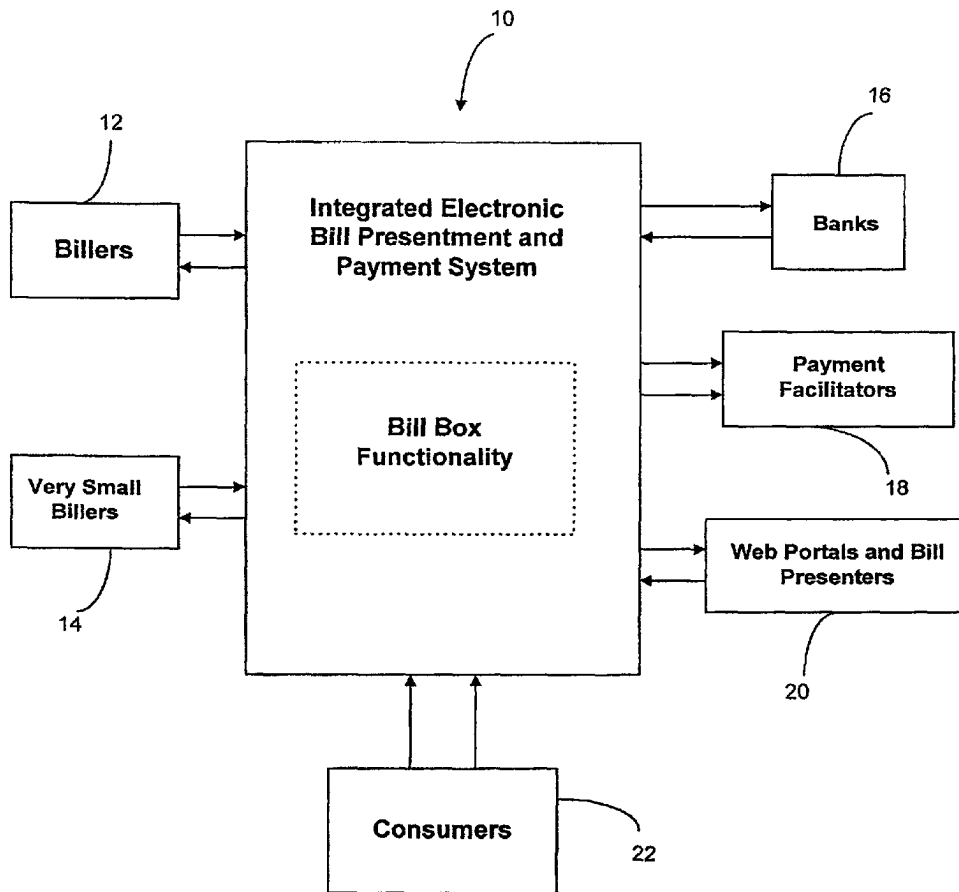 10
12
16
Integrated Electronic
Bill Presentment and
Payment System
Billers
Banks
Payment
Facilitators
Bill Box
Functionality
18
Very Small
Billers
Web Portals and Bill
Presenters
14
20
Consumers
22